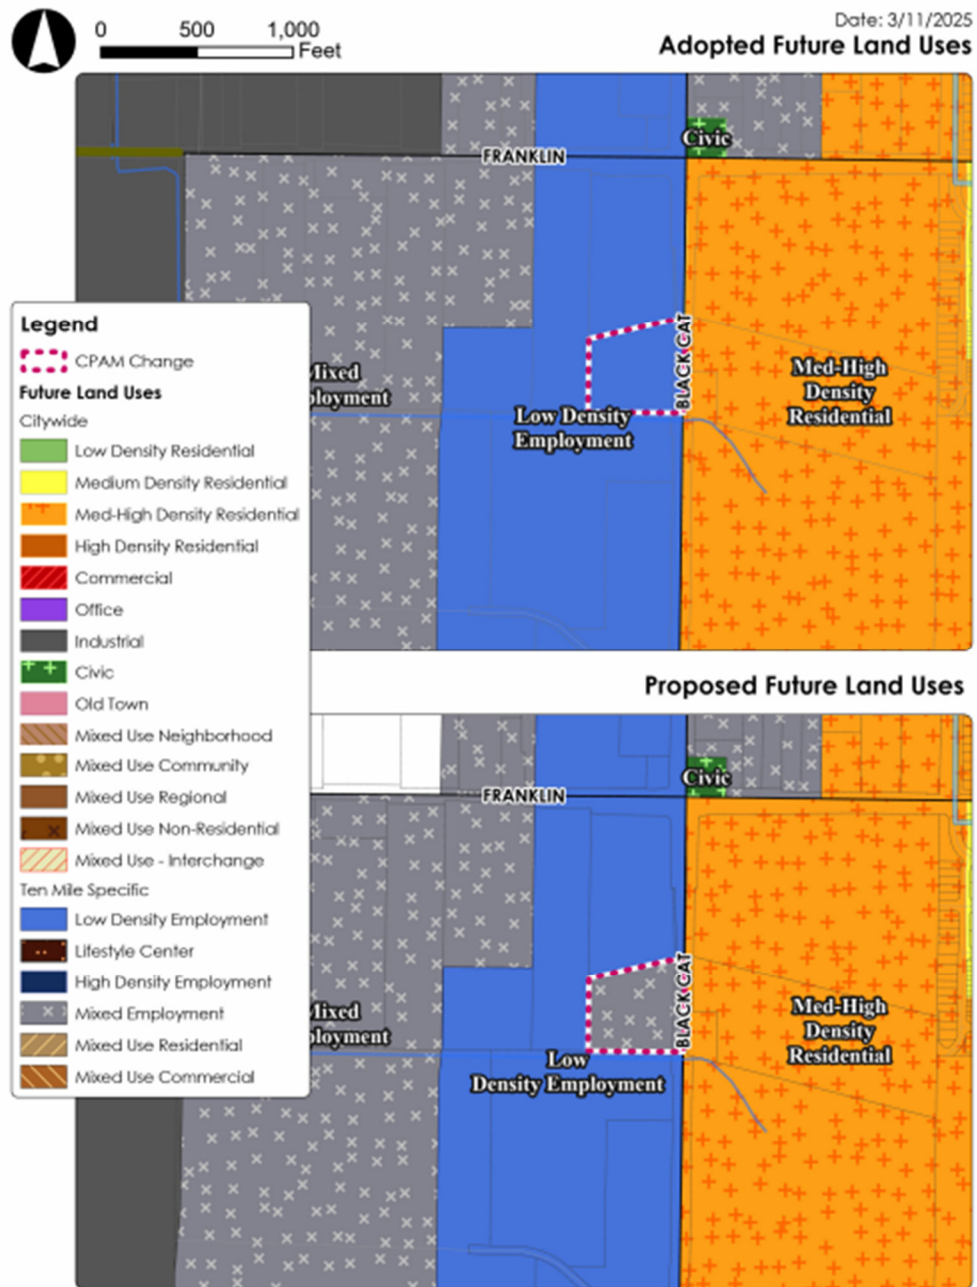 0 500 1,000
Feet
Date: 3/11/2025
Adopted Future Land Uses
Civic
FRANKLIN
BLACK CAT
Mixed
ployment
Low Density
Employment
Med-High
Density
Residential
Legend
CPAM Change
Future Land Uses
Citywide
Low Density Residential
Medium Density Residential
Med-High Density Residential
High Density Residential
Commercial
Office
Industrial
Civic
Old Town
Mixed Use Neighborhood
Mixed Use Community
Mixed Use Regional
Mixed Use Non-Residential
Mixed Use - Interchange
Ten Mile Specific
Low Density Employment
Lifestyle Center
High Density Employment
Mixed Employment
Mixed Use Residential
Mixed Use Commercial
Proposed Future Land Uses
Civic
FRANKLIN
BLACK CAT
Mixed
ployment
Low
Density Employment
Med-High
Density
Residential